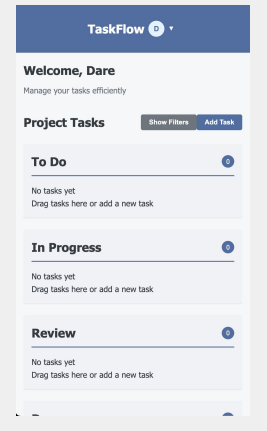 TaskFlow D ▼
Welcome, Dare
Manage your tasks efficiently
Project Tasks Show Filters Add Task
To Do 0
No tasks yet
Drag tasks here or add a new task
In Progress 0
No tasks yet
Drag tasks here or add a new task
Review 0
No tasks yet
Drag tasks here or add a new task